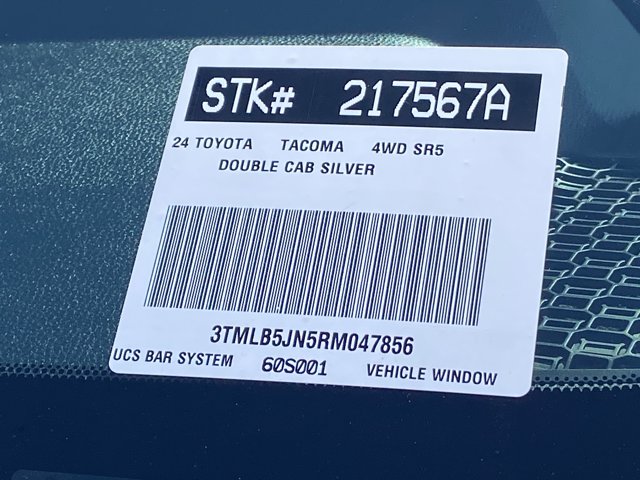 STK# 217567A
24 TOYOTA TACOMA 4WD SR5
DOUBLE CAB SILVER
3TMLB5JN5RM047856
UCS BAR SYSTEM 60S001 VEHICLE WINDOW